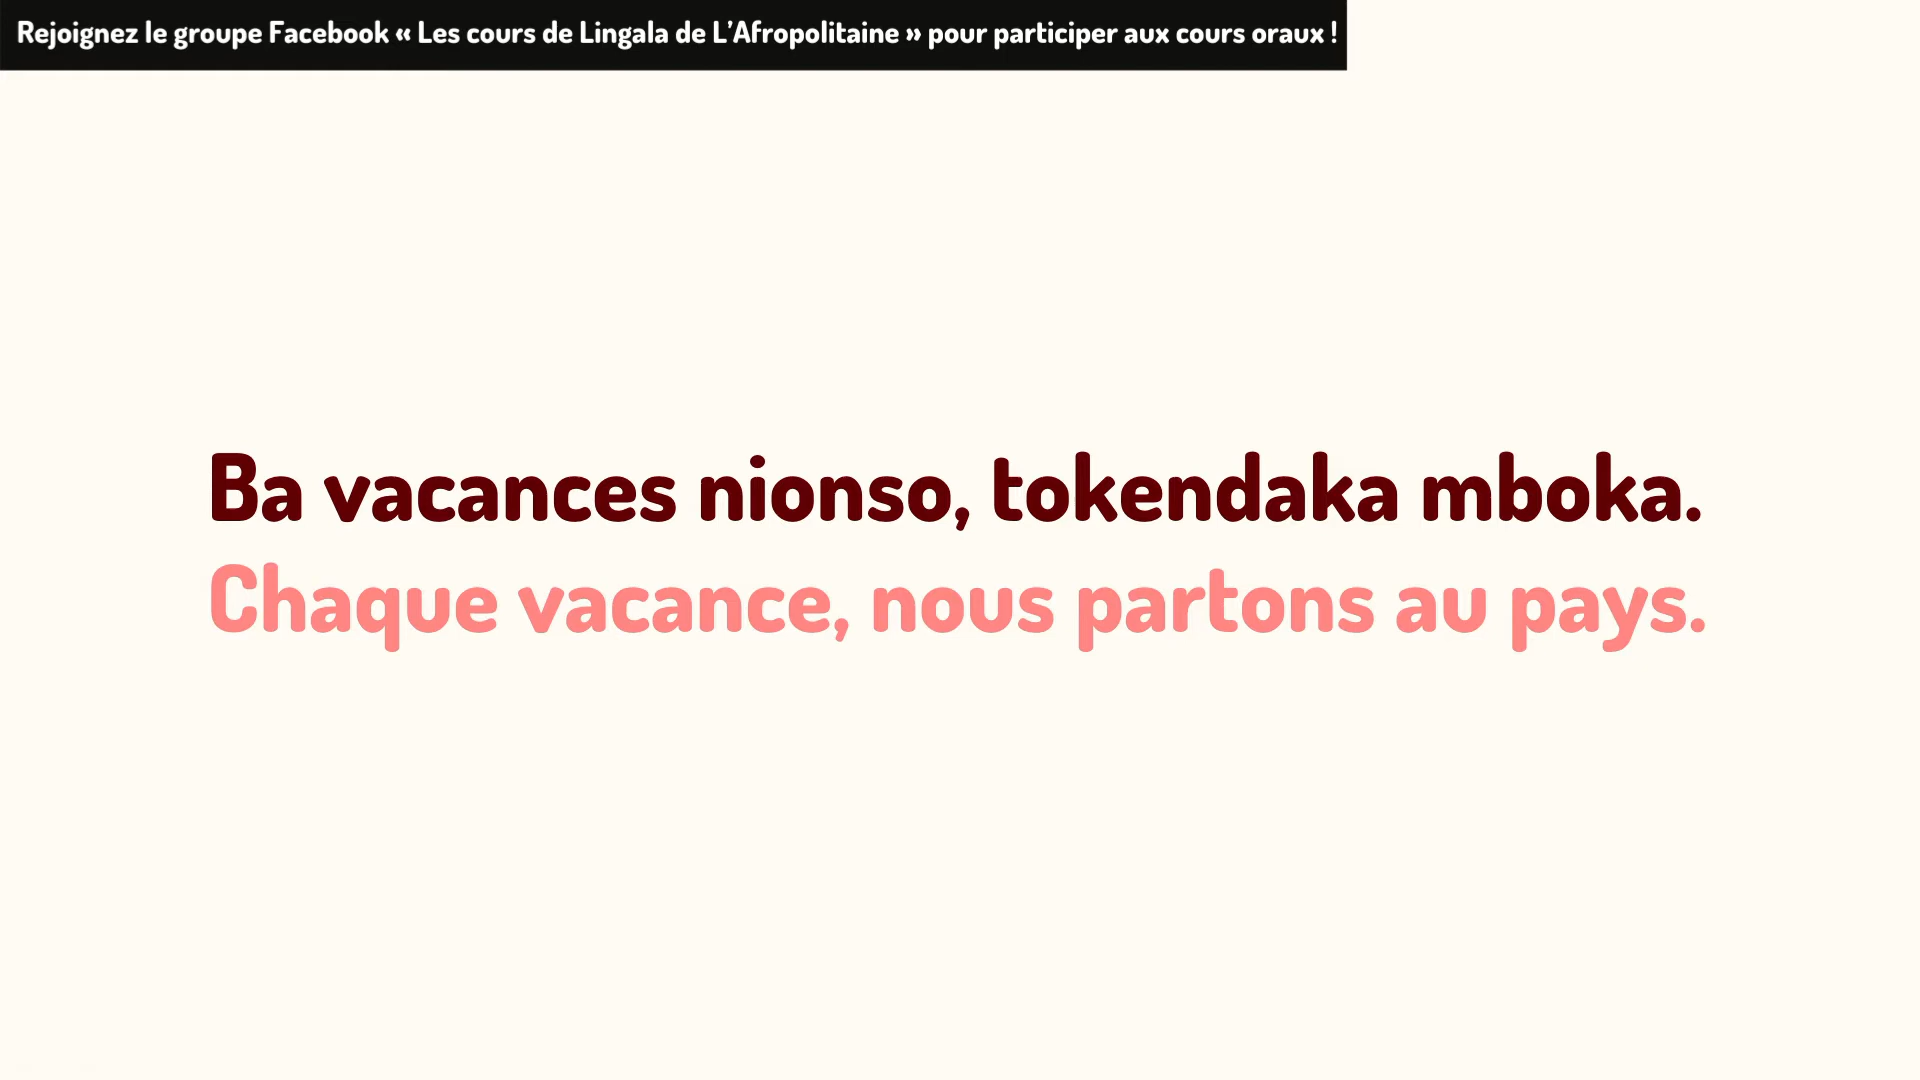 Rejoignez le groupe Facebook « Les cours de Lingala de L’Afropolitaine » pour participer aux cours oraux !
Ba vacances nionso, tokendaka mboka.
Chaque vacance, nous partons au pays.